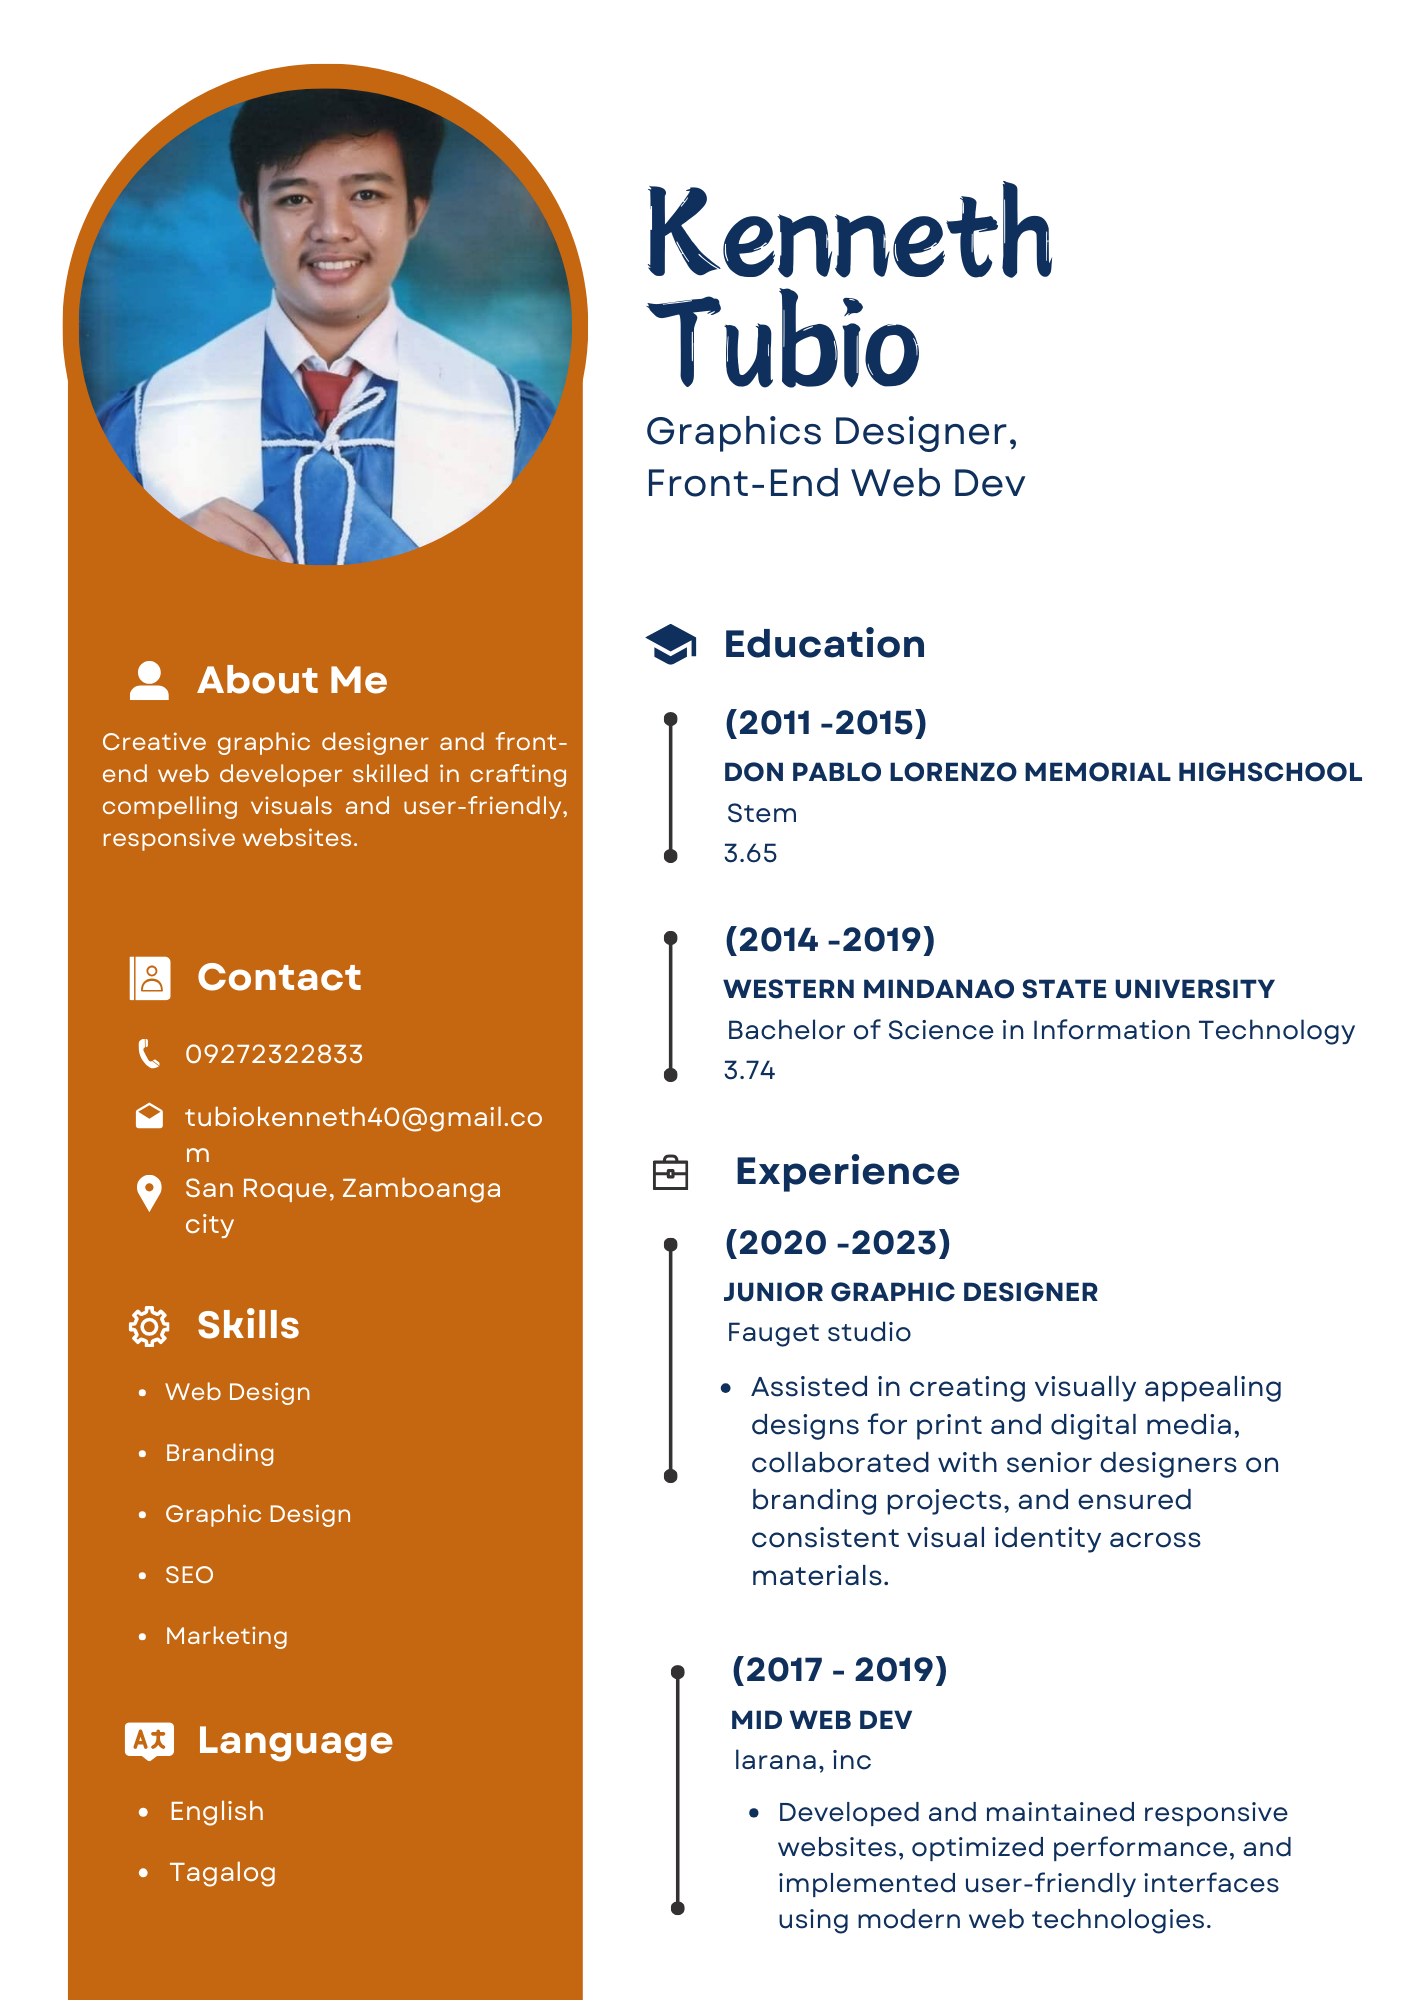 Kenneth
Tubio
Graphics Designer,
Front-End Web Dev
About Me
Creative graphic designer and front-
end web developer skilled in crafting
compelling visuals and user-friendly,
responsive websites.
Contact
09272322833
tubiokenneth40@gmail.co
m
San Roque, Zamboanga
city
Skills
• Web Design
• Branding
• Graphic Design
• SEO
• Marketing
Language
• English
• Tagalog
Education
(2011 -2015)
DON PABLO LORENZO MEMORIAL HIGHSCHOOL
Stem
3.65
(2014 -2019)
WESTERN MINDANAO STATE UNIVERSITY
Bachelor of Science in Information Technology
3.74
Experience
(2020 -2023)
JUNIOR GRAPHIC DESIGNER
Fauget studio
• Assisted in creating visually appealing
designs for print and digital media,
collaborated with senior designers on
branding projects, and ensured
consistent visual identity across
materials.
(2017 - 2019)
MID WEB DEV
larana, inc
• Developed and maintained responsive
websites, optimized performance, and
implemented user-friendly interfaces
using modern web technologies.